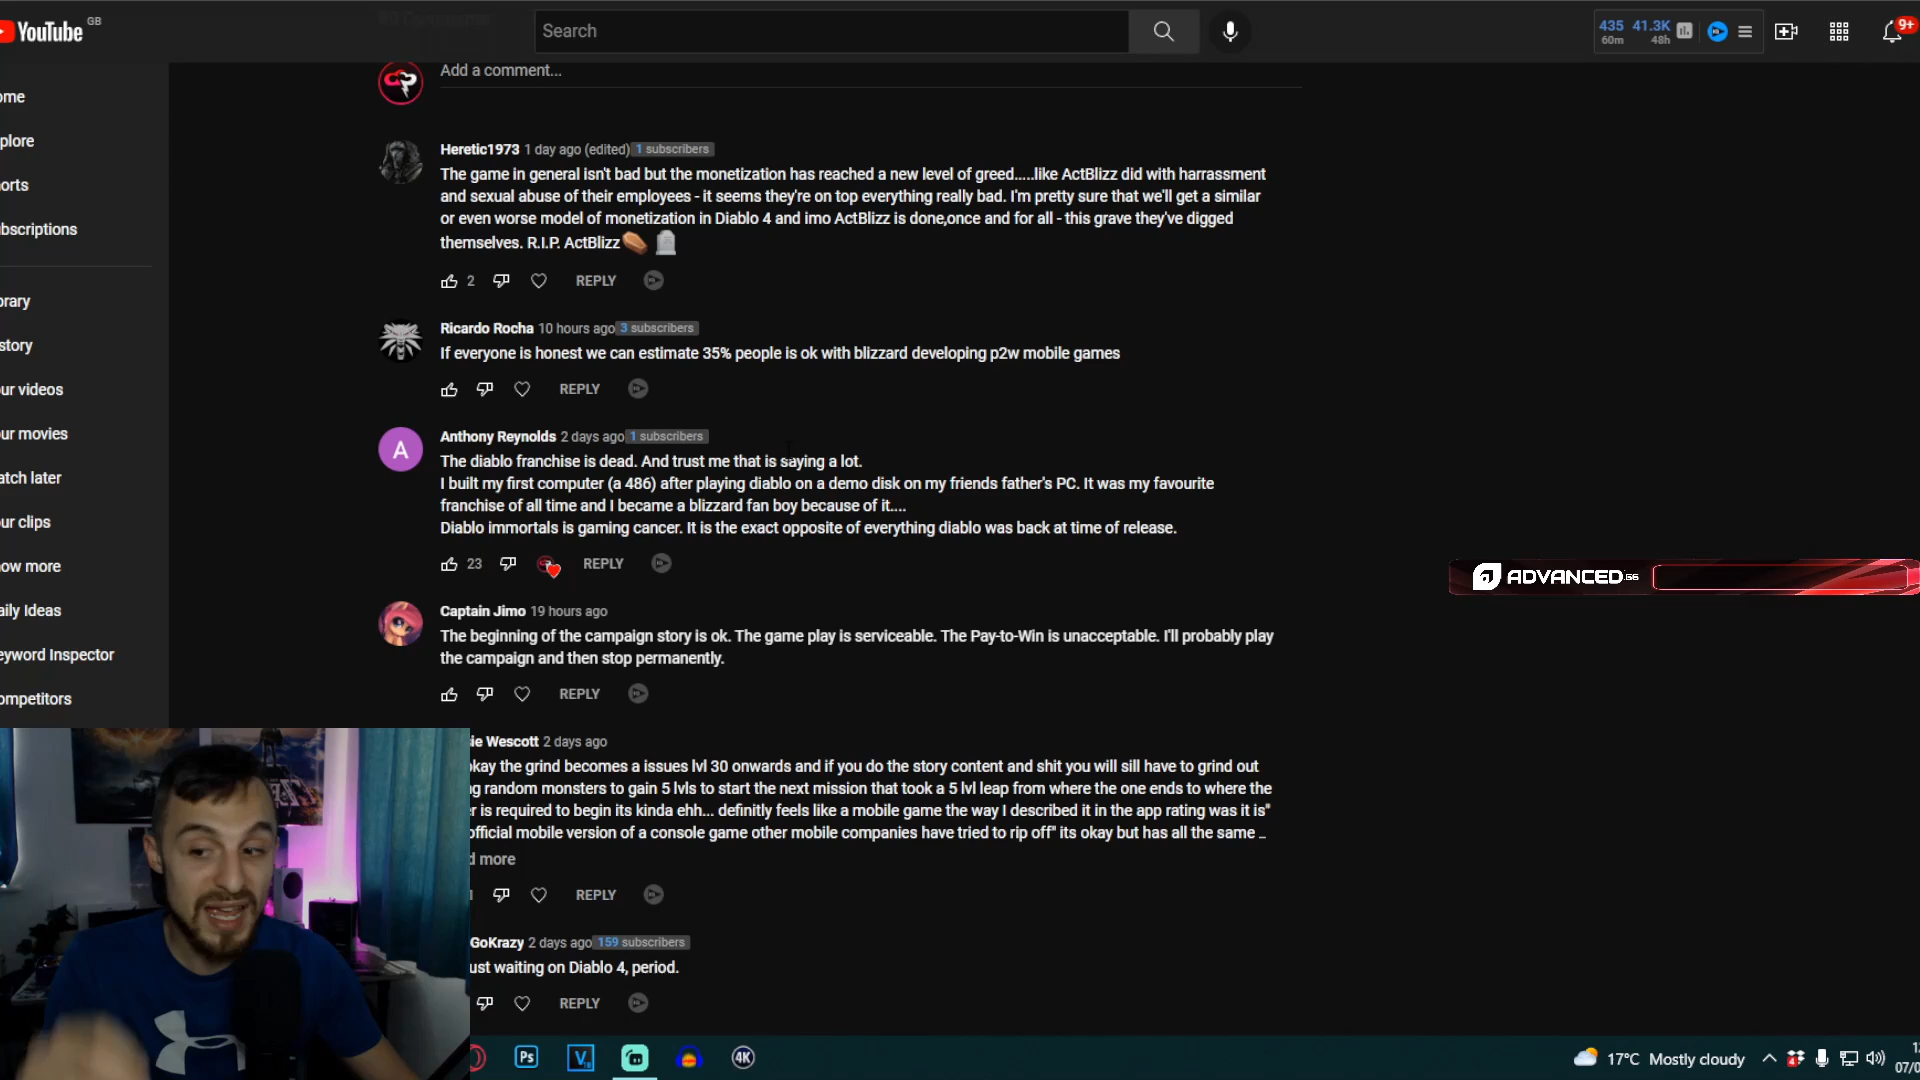 YouTube GB
Search
435 41.3K
60m 48h
9+
ome
Add a comment...
plore
orts
bscriptions
brary
story
ur videos
ur movies
atch later
ur clips
ow more
aily Ideas
eyword Inspector
ompetitors
Heretic1973 1 day ago (edited) 1 subscribers
The game in general isn't bad but the monetization has reached a new level of greed.....like ActBlizz did with harrassment
and sexual abuse of their employees - it seems they're on top everything really bad. I'm pretty sure that we'll get a similar
or even worse model of monetization in Diablo 4 and imo ActBlizz is done,once and for all - this grave they've digged
themselves. R.I.P. ActBlizz⚰️ 🪦
2 REPLY
Ricardo Rocha 10 hours ago 3 subscribers
If everyone is honest we can estimate 35% people is ok with blizzard developing p2w mobile games
REPLY
A
Anthony Reynolds 2 days ago 1 subscribers
The diablo franchise is dead. And trust me that is saying a lot.
I built my first computer (a 486) after playing diablo on a demo disk on my friends father's PC. It was my favourite
franchise of all time and I became a blizzard fan boy because of it....
Diablo immortals is gaming cancer. It is the exact opposite of everything diablo was back at time of release.
23 REPLY
ADVANCED.GG
Captain Jimo 19 hours ago
The beginning of the campaign story is ok. The game play is serviceable. The Pay-to-Win is unacceptable. I'll probably play
the campaign and then stop permanently.
REPLY
ie Wescott 2 days ago
kay the grind becomes a issues lvl 30 onwards and if you do the story content and shit you will sill have to grind out
g random monsters to gain 5 lvls to start the next mission that took a 5 lvl leap from where the one ends to where the
r is required to begin its kinda ehh... definitly feels like a mobile game the way I described it in the app rating was it is"
official mobile version of a console game other mobile companies have tried to rip off" its okay but has all the same ...
d more
REPLY
GoKrazy 2 days ago 159 subscribers
ust waiting on Diablo 4, period.
REPLY
Ps
V
4K
17°C Mostly cloudy
07/0